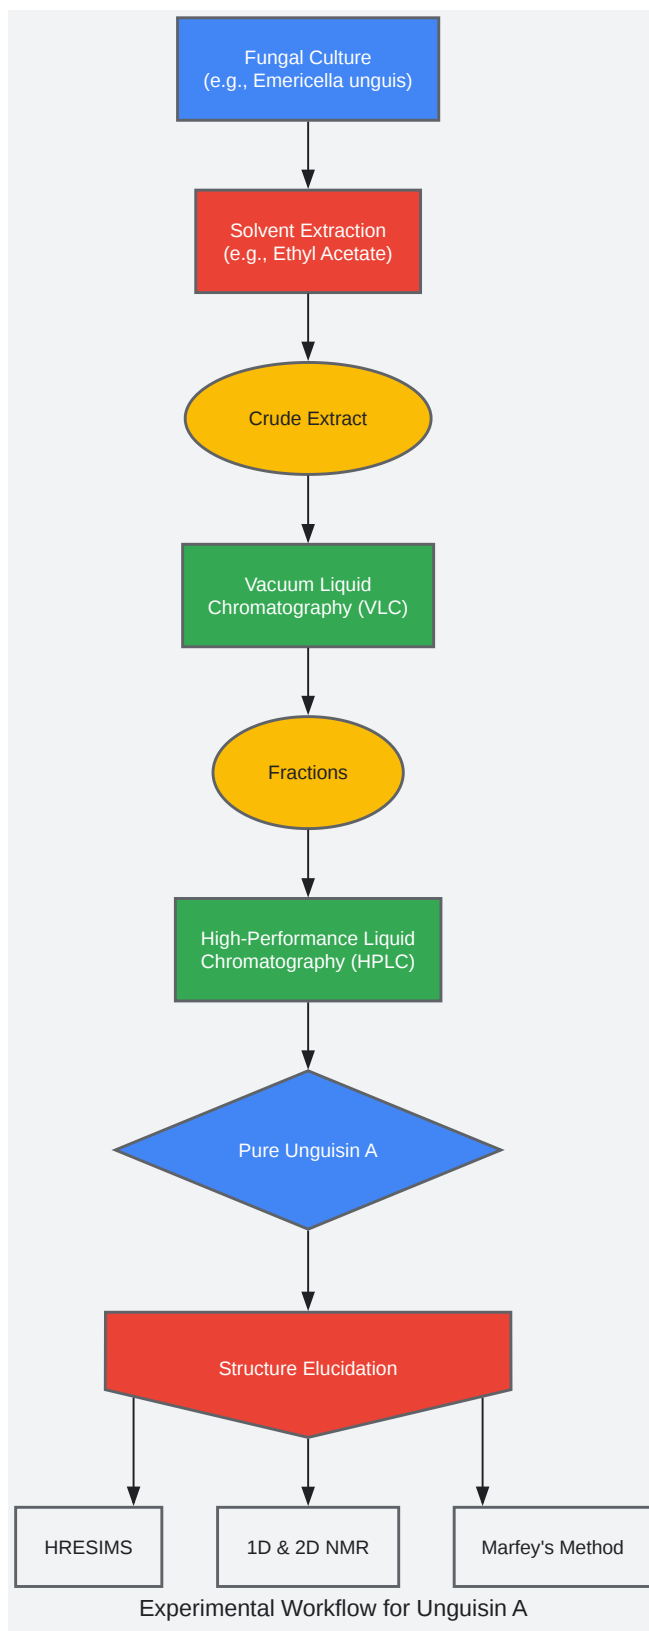 Fungal Culture
(e.g., Emericella unguis)
Solvent Extraction
(e.g., Ethyl Acetate)
Crude Extract
Vacuum Liquid
Chromatography (VLC)
Fractions
High-Performance Liquid
Chromatography (HPLC)
Pure Unguisin A
Structure Elucidation
HRESIMS
1D & 2D NMR
Marfey's Method
Experimental Workflow for Unguisin A